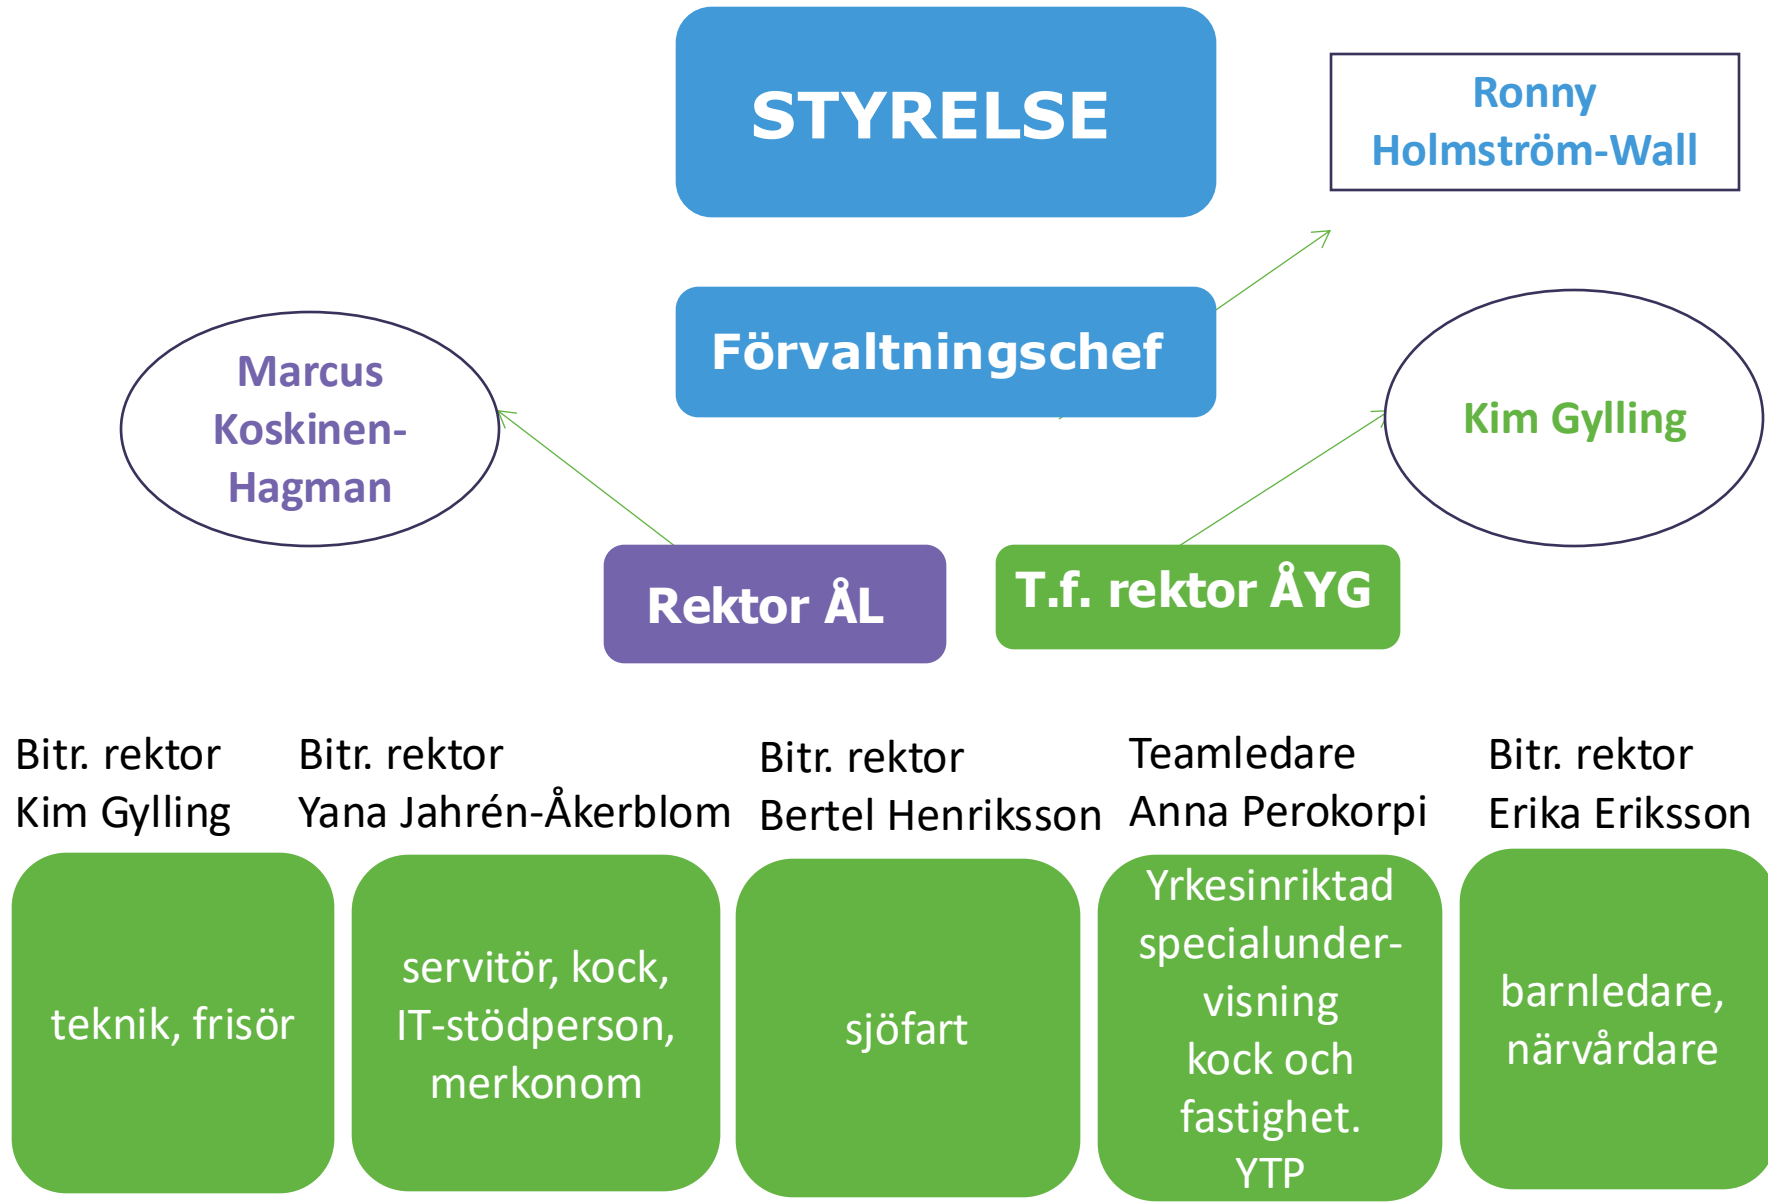 STYRELSE
Ronny
Holmström-Wall
Förvaltningschef
Marcus
Koskinen-
Hagman
Kim Gylling
Rektor ÅL
T.f. rektor ÅYG
Bitr. rektor
Kim Gylling
Bitr. rektor
Yana Jahrén-Åkerblom
Bitr. rektor
Bertel Henriksson
Teamledare
Anna Perokorpi
Bitr. rektor
Erika Eriksson
teknik, frisör
servitör, kock,
IT-stödperson,
merkonom
sjöfart
Yrkesinriktad
specialunder-
visning
kock och
fastighet.
YTP
barnledare,
närvårdare